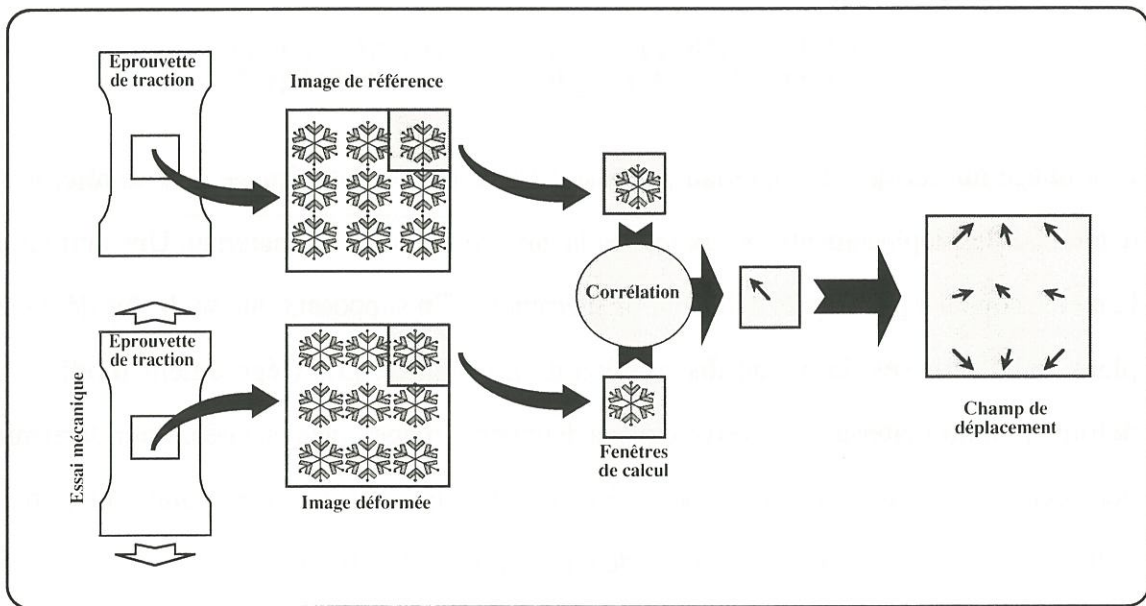 Eprouvette
de traction
Image de référence
Corrélation
Essai mécanique
Eprouvette
de traction
Image déformée
Fenêtres
de calcul
Champ de
déplacement